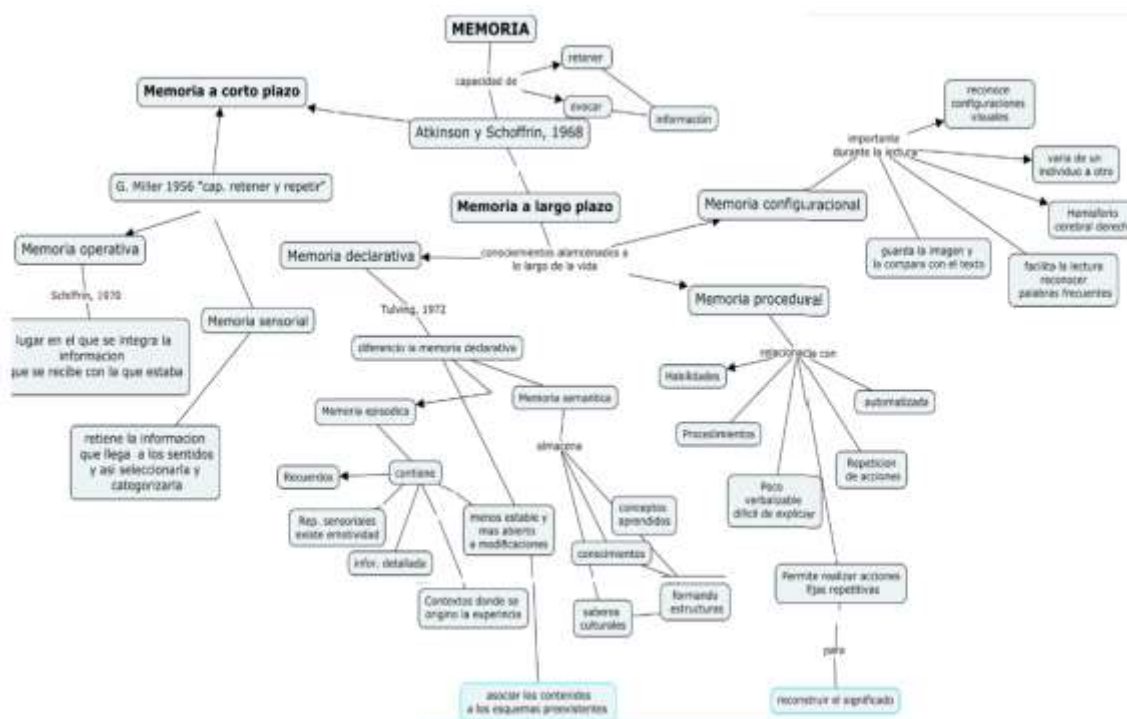 MEMORIA
capacidad de
retener
evocar
información
Memoria a corto plazo
Atkinson y Schoffrin, 1968
G. Miller 1956 "cap. retener y repetir"
Memoria operativa
Schiffrin, 1970
lugar en el que se integra la
informacion
que se recibe con la que estaba
Memoria sensorial
retiene la informacion
que llega a los sentidos
y asi seleccionarla y
categorizarla
Memoria a largo plazo
conocimientos
lo largo de la vida
Memoria declarativa
Tulving, 1972
diferencio la memoria declarativa
Memoria episodica
contiene
Recuerdos
Rep. sensoriales
existe emotividad
infor. detallada
Contextos donde se
origino la experincia
menos estable y
mas abierto
a modificaciones
Memoria semantica
almacena
conceptos
aprendidos
conocimientos
saberes
culturales
formando
estructuras
asociar los contenidos
a los esquemas preexistentes
Memoria configuracional
importante
durante la lectura
reconoce
configuraciones
visuales
varia de un
individuo a otro
Hemisferio
cerebral derech
facilita la lectura
reconocer
palabras frecuentes
guarda la imagen y
la compara con el texto
Memoria procedural
relacionada con
Habilidades
Procedimientos
Poco
verbalizable
dificil de explicar
Repeticion
de acciones
automatizada
Permite realizar acciones
fijas repetitivas
para
reconstruir el significado